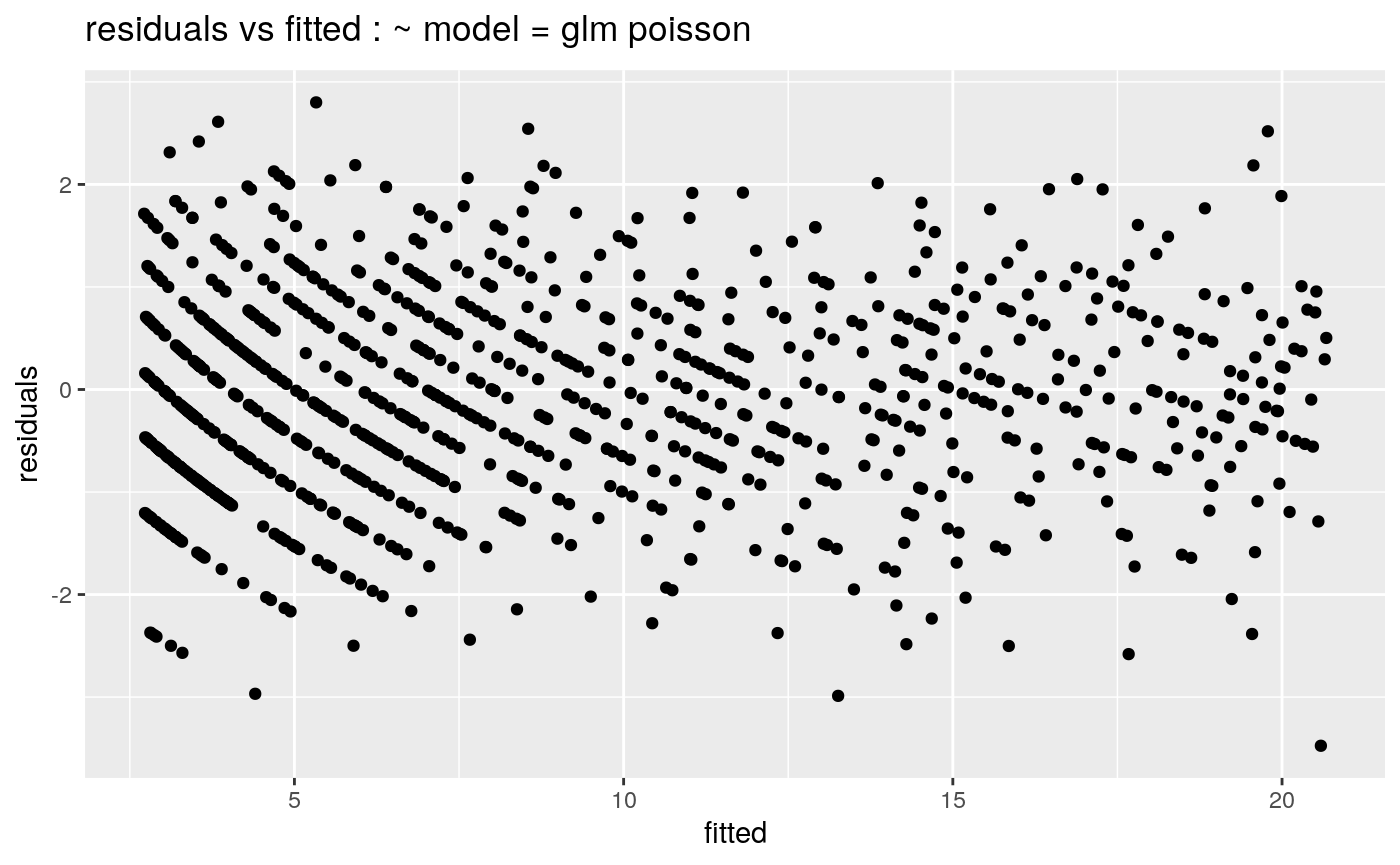 residuals vs fitted : ~ model = glm poisson
2
0
-2
residuals
5 10 15 20
fitted